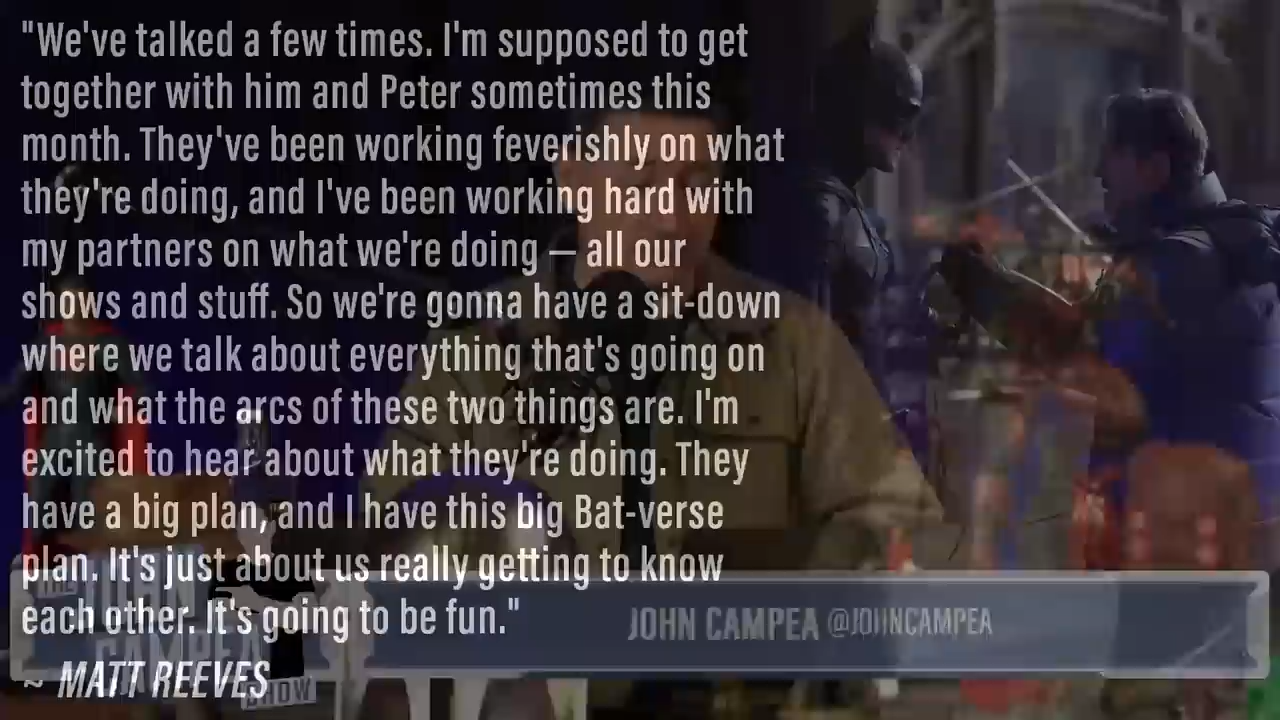 "We've talked a few times. I'm supposed to get
together with him and Peter sometimes this
month. They've been working feverishly on what
they're doing, and I've been working hard with
my partners on what we're doing — all our
shows and stuff. So we're gonna have a sit-down
where we talk about everything that's going on
and what the arcs of these two things are. I'm
excited to hear about what they're doing. They
have a big plan, and I have this big Bat-verse
plan. It's just about us really getting to know
each other. It's going to be fun."
~ MATT REEVES
THE
JOHN
CAMPEA
SHOW
JOHN CAMPEA @JOHNCAMPEA